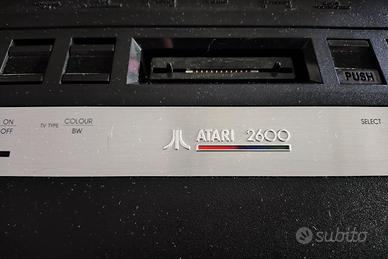 PUSH
ON
OFF
TV TYPE
COLOUR
BW
ATARI 2600
SELECT
subito